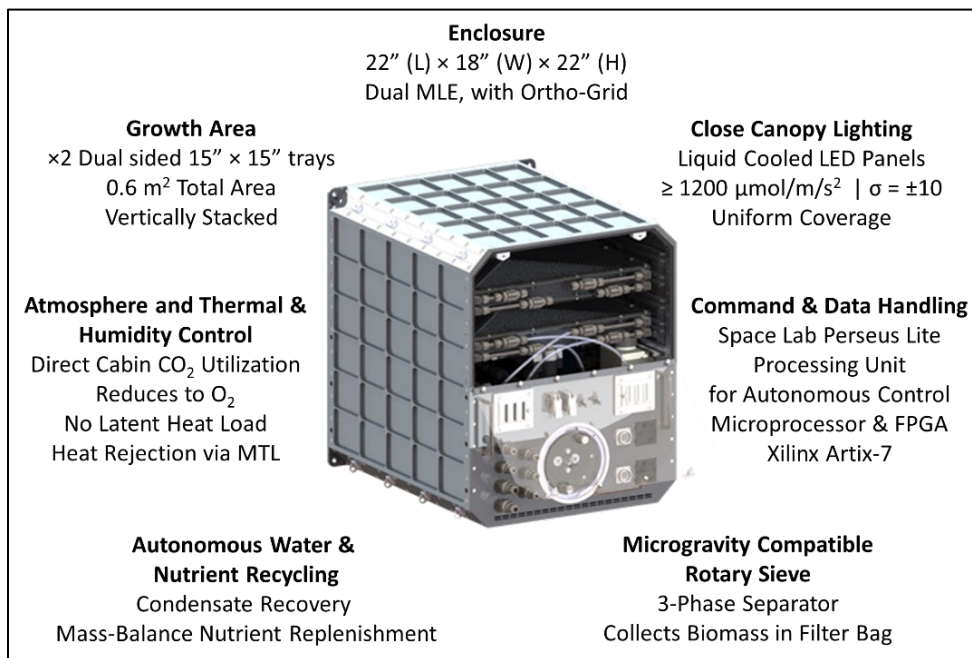 Enclosure
22” (L) × 18” (W) × 22” (H)
Dual MLE, with Ortho-Grid
Growth Area
×2 Dual sided 15” × 15” trays
0.6 m² Total Area
Vertically Stacked
Close Canopy Lighting
Liquid Cooled LED Panels
≥ 1200 µmol/m/s² | σ = ±10
Uniform Coverage
Atmosphere and Thermal &
Humidity Control
Direct Cabin CO₂ Utilization
Reduces to O₂
No Latent Heat Load
Heat Rejection via MTL
Command & Data Handling
Space Lab Perseus Lite
Processing Unit
for Autonomous Control
Microprocessor & FPGA
Xilinx Artix-7
Autonomous Water &
Nutrient Recycling
Condensate Recovery
Mass-Balance Nutrient Replenishment
Microgravity Compatible
Rotary Sieve
3-Phase Separator
Collects Biomass in Filter Bag